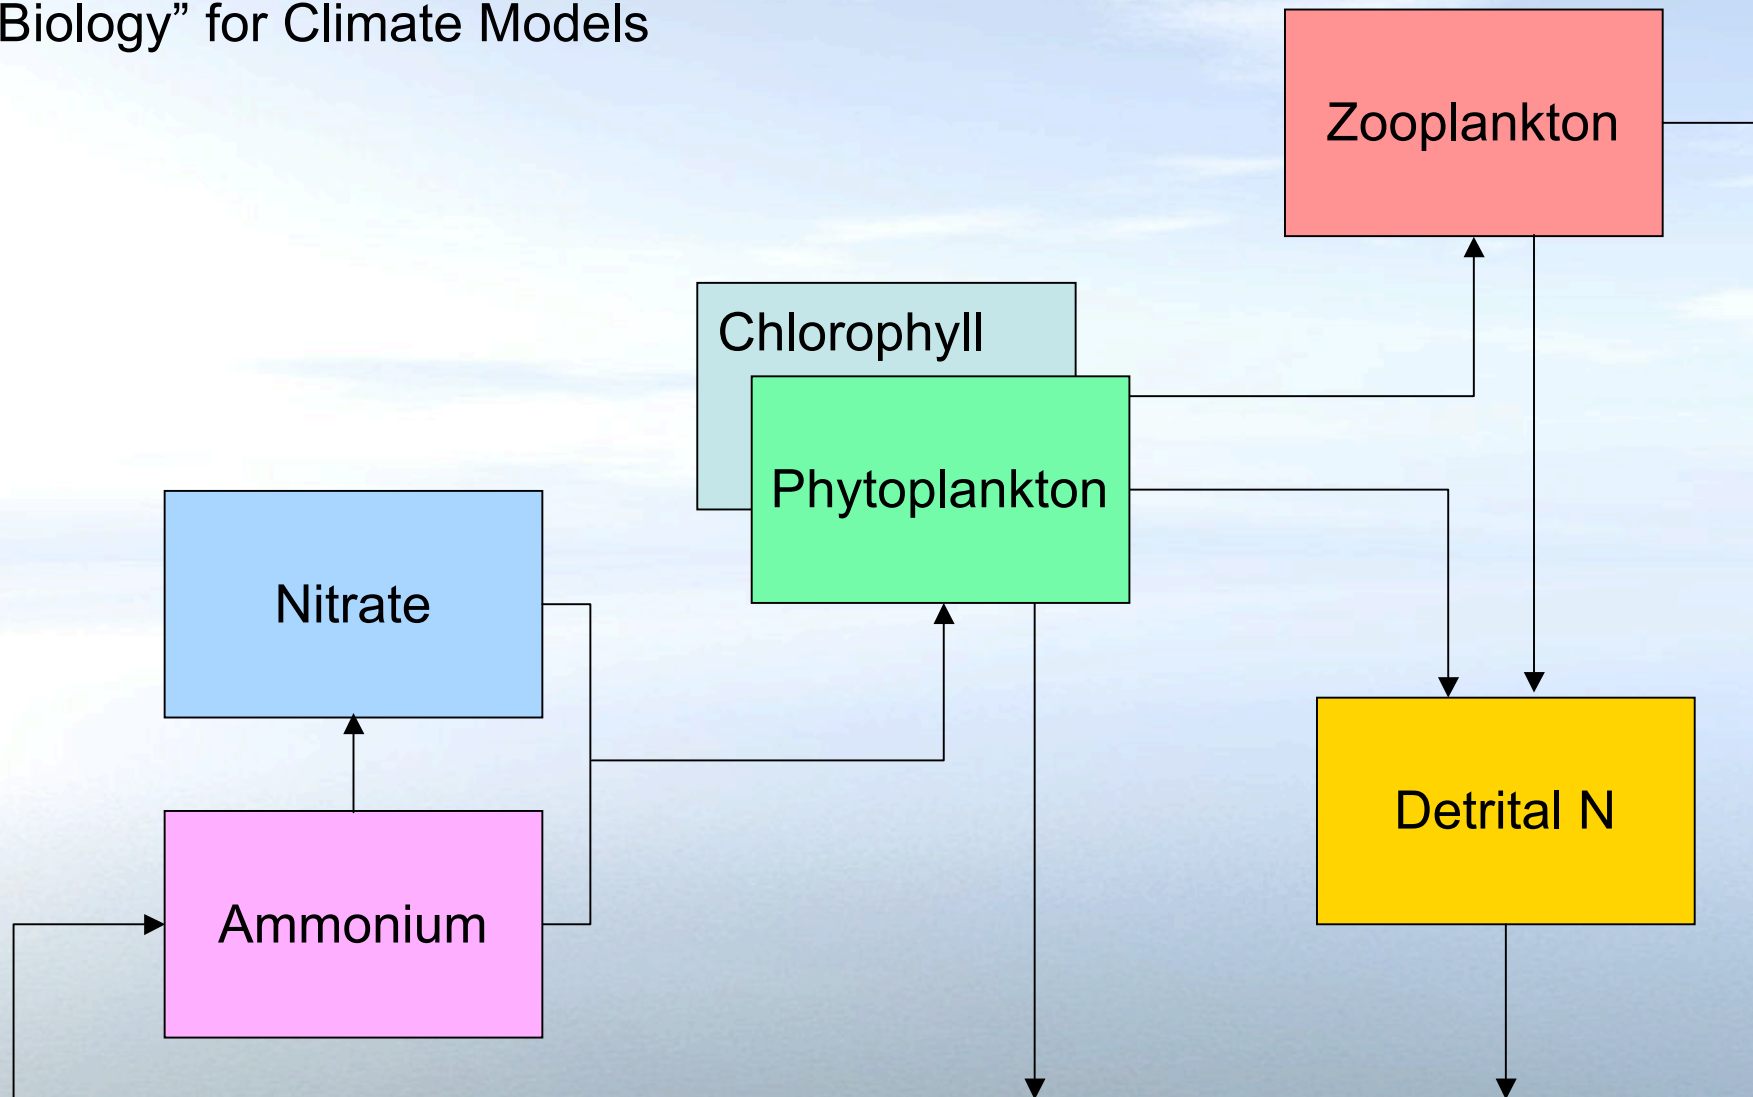 Biology” for Climate Models
Zooplankton
Chlorophyll
Phytoplankton
Nitrate
Detrital N
Ammonium